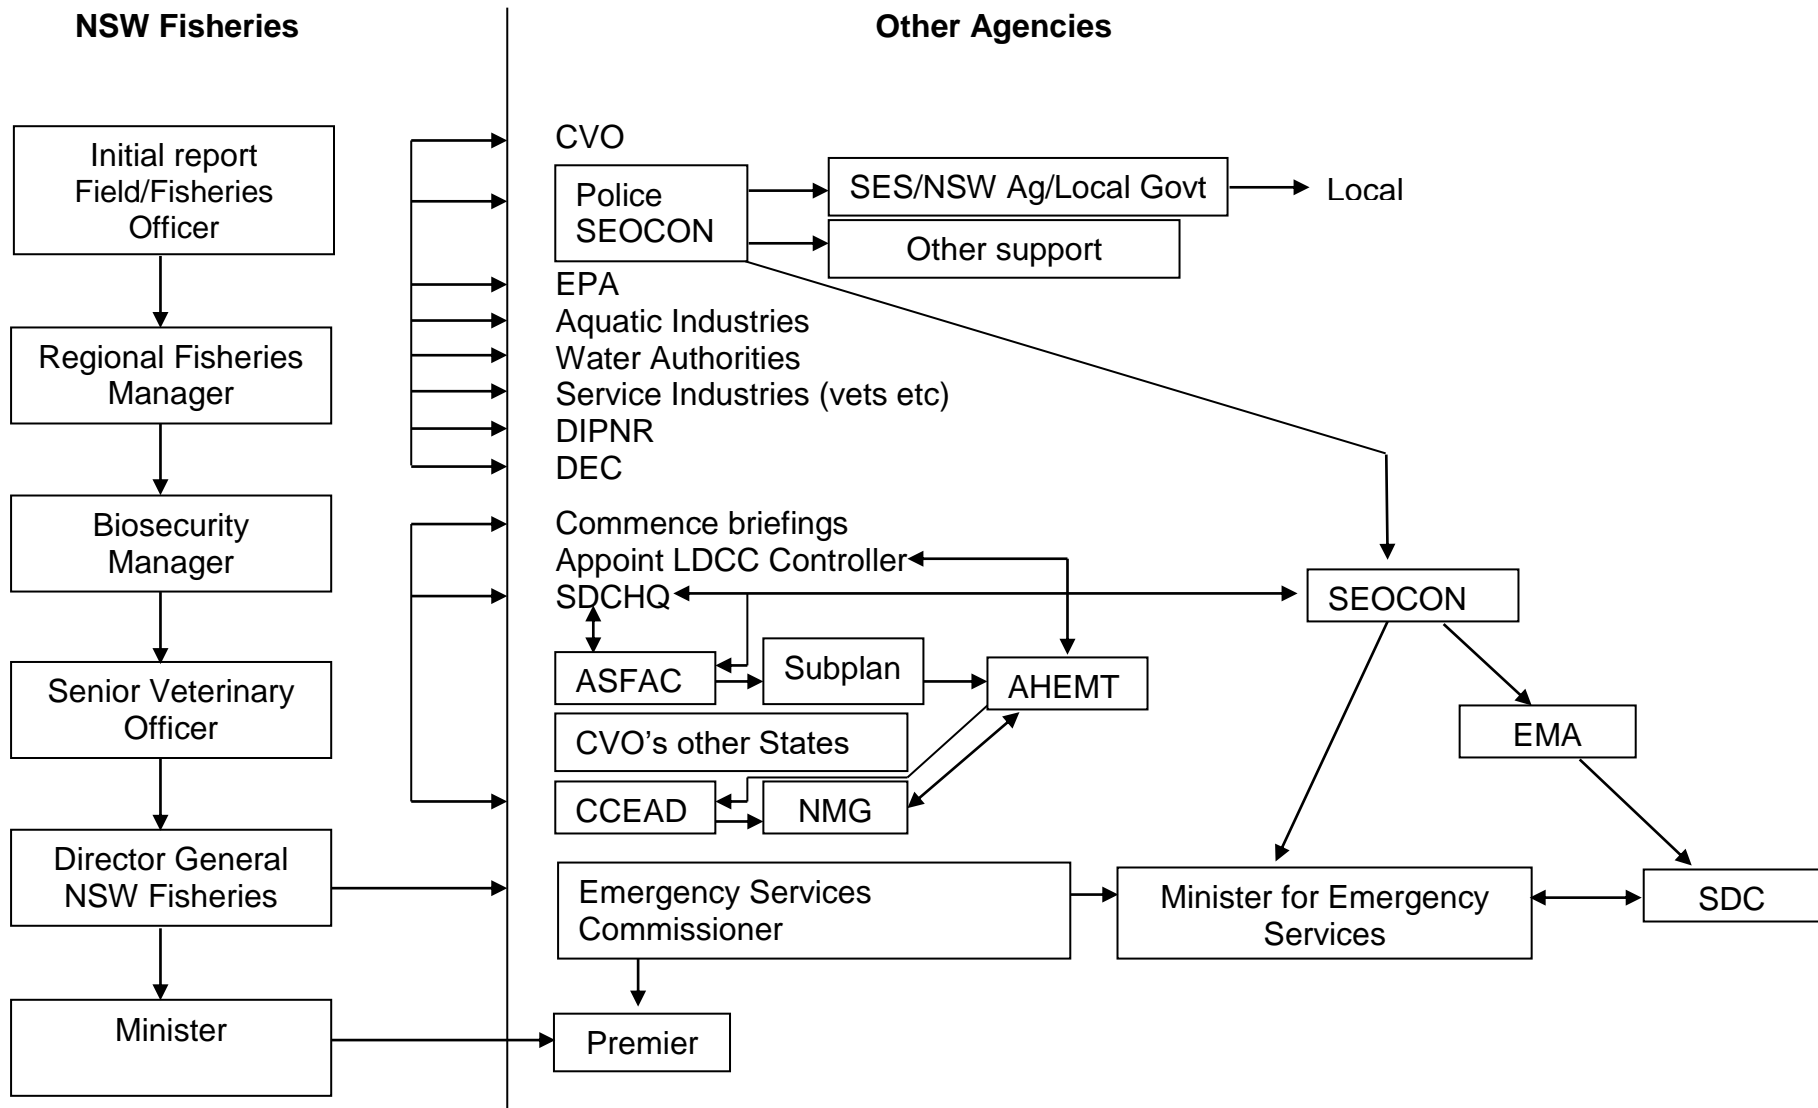 NSW Fisheries
Other Agencies
Initial report
Field/Fisheries
Officer
Regional Fisheries
Manager
Biosecurity
Manager
Senior Veterinary
Officer
Director General
NSW Fisheries
Minister
CVO
Police
SEOCON
SES/NSW Ag/Local Govt
Local
Other support
EPA
Aquatic Industries
Water Authorities
Service Industries (vets etc)
DIPNR
DEC
Commence briefings
Appoint LDCC Controller
SDCHQ
SEOCON
ASFAC
Subplan
AHEMT
CVO’s other States
EMA
CCEAD
NMG
Emergency Services
Commissioner
Minister for Emergency
Services
SDC
Premier